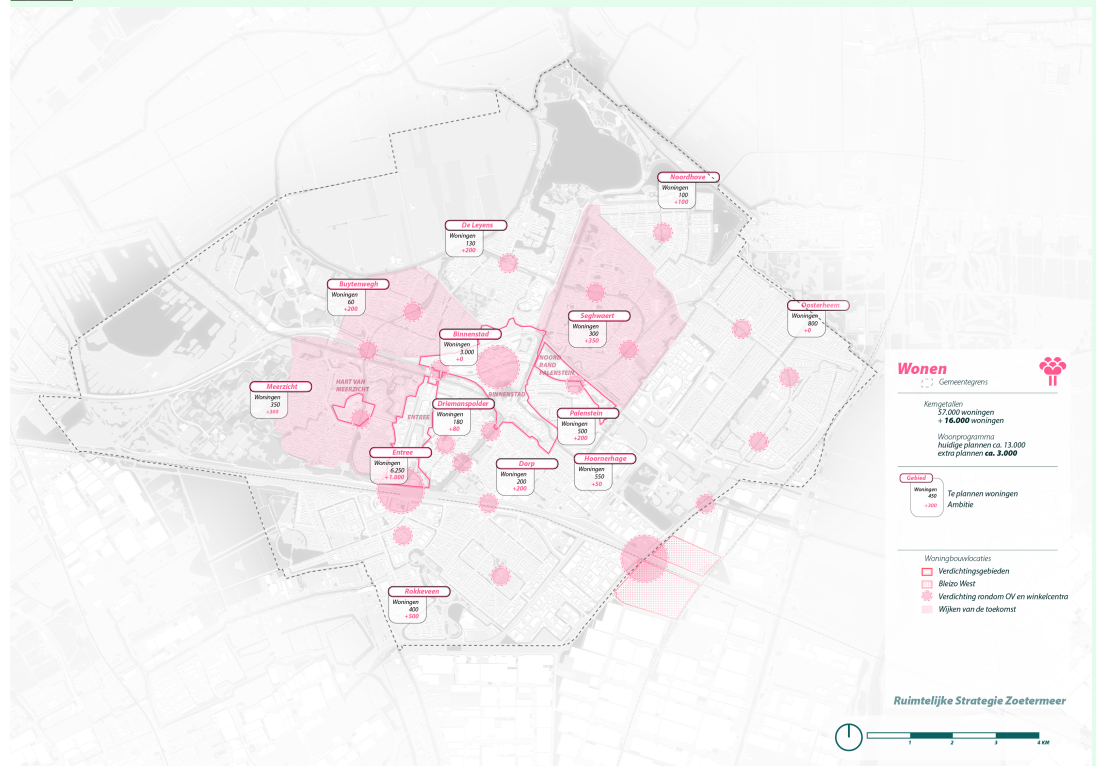 Noordhove
Woningen
100
+100
De Leyens
Woningen
130
+200
Buytenwegh
Woningen
60
+200
Oosterheem
Woningen
800
+0
Seghwaert
Woningen
300
+350
Binnenstad
Woningen
3.000
+0
NOORD
RAND
PALENSTEIN
HART VAN
MEERZICHT
Meerzicht
Woningen
350
+300
BINNENSTAD
Driemanspolder
Woningen
180
+80
ENTREE
Palenstein
Woningen
500
+200
Entree
Woningen
6.250
+1.000
Dorp
Woningen
200
+200
Hoornerhage
Woningen
550
+50
Rokkeveen
Woningen
400
+500
Wonen
Gemeentegrens
Kerngetallen
57.000 woningen
+ 16.000 woningen
Woonprogramma
huidige plannen ca. 13.000
extra plannen ca. 3.000
Gebied
Woningen
450
+300
Te plannen woningen
Ambitie
Woningbouwlocaties
Verdichtingsgebieden
Bleizo West
Verdichting rondom OV en winkelcentra
Wijken van de toekomst
Ruimtelijke Strategie Zoetermeer
1 2 3 4 KM